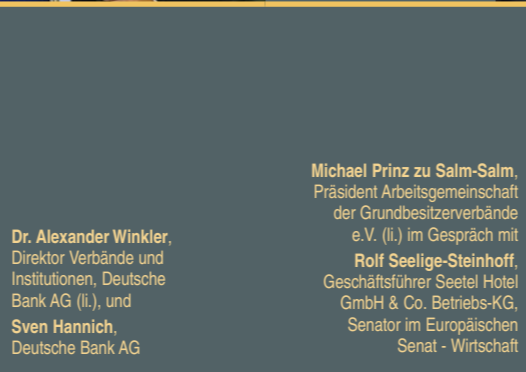 Dr. Alexander Winkler,
Direktor Verbände und
Institutionen, Deutsche
Bank AG (li.), und
Sven Hannich,
Deutsche Bank AG
Michael Prinz zu Salm-Salm,
Präsident Arbeitsgemeinschaft
der Grundbesitzerverbände
e.V. (li.) im Gespräch mit
Rolf Seelige-Steinhoff,
Geschäftsführer Seetel Hotel
GmbH & Co. Betriebs-KG,
Senator im Europäischen
Senat - Wirtschaft